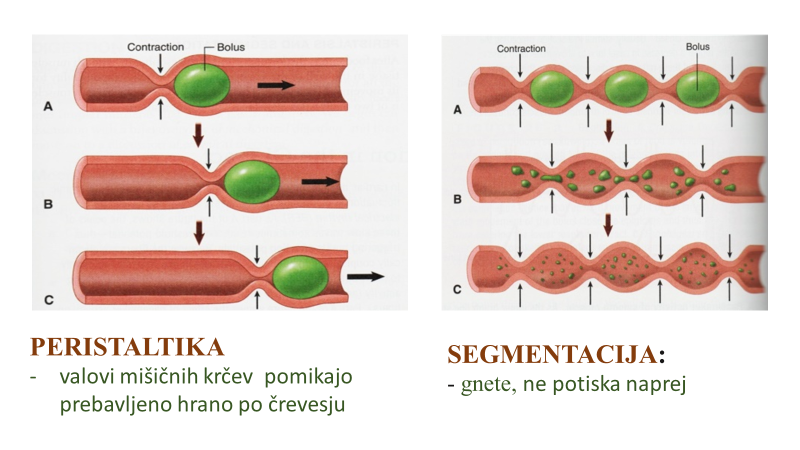 Contraction
Bolus
A
B
C
PERISTALTIKA
- valovi mišičnih krčev pomikajo
prebavljeno hrano po črevesju
Contraction
Bolus
A
B
C
SEGMENTACIJA:
- gnete, ne potiska naprej